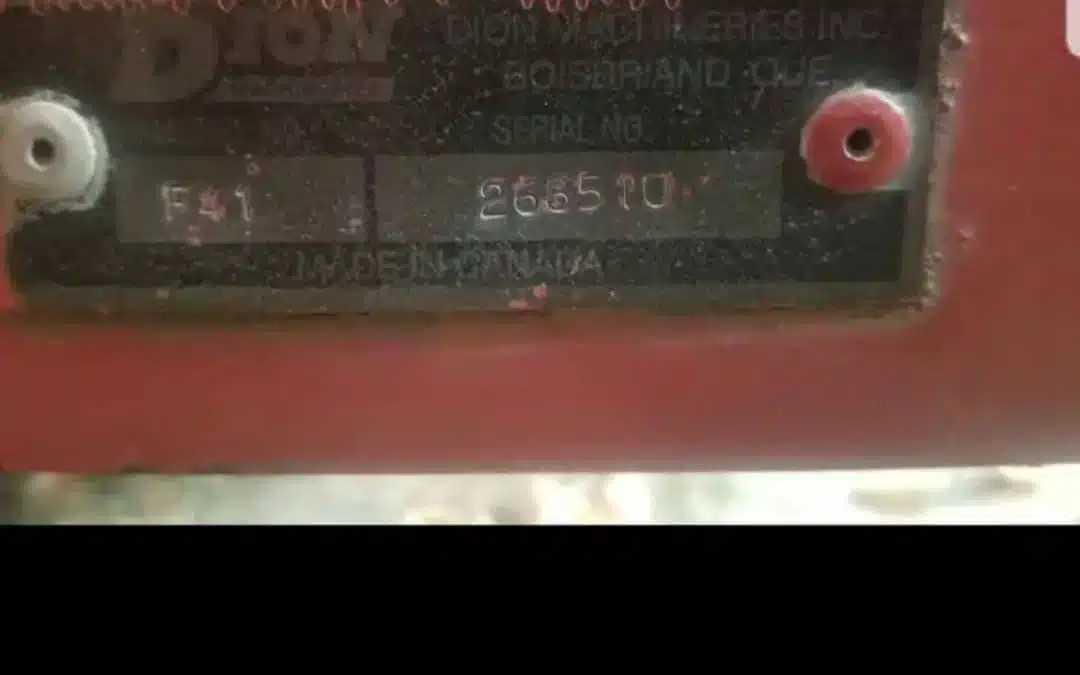 DION
DION MACHINERIES INC.
BOISBRIAND, QUE.
SERIAL NO.
F41 266510
MADE IN CANADA